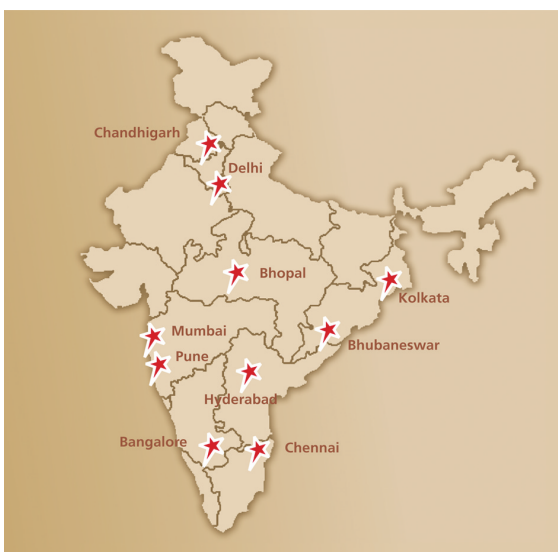 Chandhigarh
Delhi
Bhopal
Kolkata
Mumbai
Bhubaneswar
Pune
Hyderabad
Bangalore
Chennai